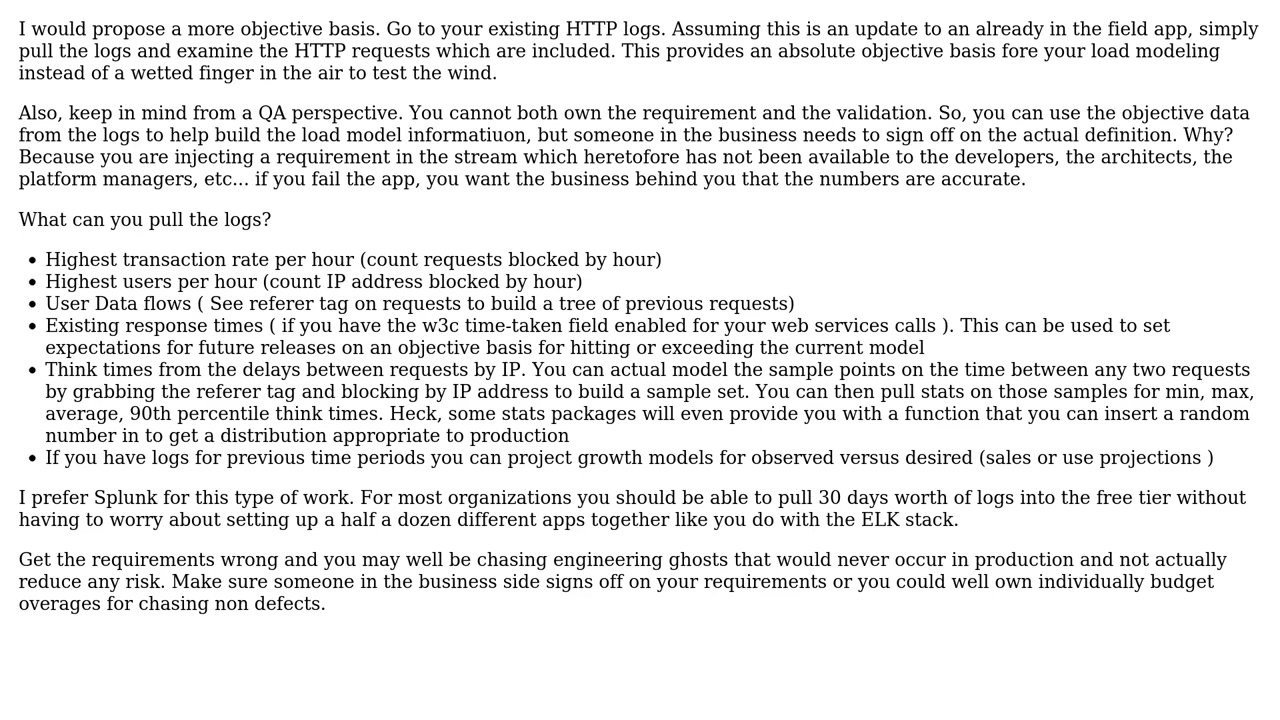 I would propose a more objective basis. Go to your existing HTTP logs. Assuming this is an update to an already in the field app, simply
pull the logs and examine the HTTP requests which are included. This provides an absolute objective basis fore your load modeling
instead of a wetted finger in the air to test the wind.
Also, keep in mind from a QA perspective. You cannot both own the requirement and the validation. So, you can use the objective data
from the logs to help build the load model informatiuon, but someone in the business needs to sign off on the actual definition. Why?
Because you are injecting a requirement in the stream which heretofore has not been available to the developers, the architects, the
platform managers, etc... if you fail the app, you want the business behind you that the numbers are accurate.
What can you pull the logs?
• Highest transaction rate per hour (count requests blocked by hour)
• Highest users per hour (count IP address blocked by hour)
• User Data flows ( See referer tag on requests to build a tree of previous requests)
• Existing response times ( if you have the w3c time-taken field enabled for your web services calls ). This can be used to set
expectations for future releases on an objective basis for hitting or exceeding the current model
• Think times from the delays between requests by IP. You can actual model the sample points on the time between any two requests
by grabbing the referer tag and blocking by IP address to build a sample set. You can then pull stats on those samples for min, max,
average, 90th percentile think times. Heck, some stats packages will even provide you with a function that you can insert a random
number in to get a distribution appropriate to production
• If you have logs for previous time periods you can project growth models for observed versus desired (sales or use projections )
I prefer Splunk for this type of work. For most organizations you should be able to pull 30 days worth of logs into the free tier without
having to worry about setting up a half a dozen different apps together like you do with the ELK stack.
Get the requirements wrong and you may well be chasing engineering ghosts that would never occur in production and not actually
reduce any risk. Make sure someone in the business side signs off on your requirements or you could well own individually budget
overages for chasing non defects.